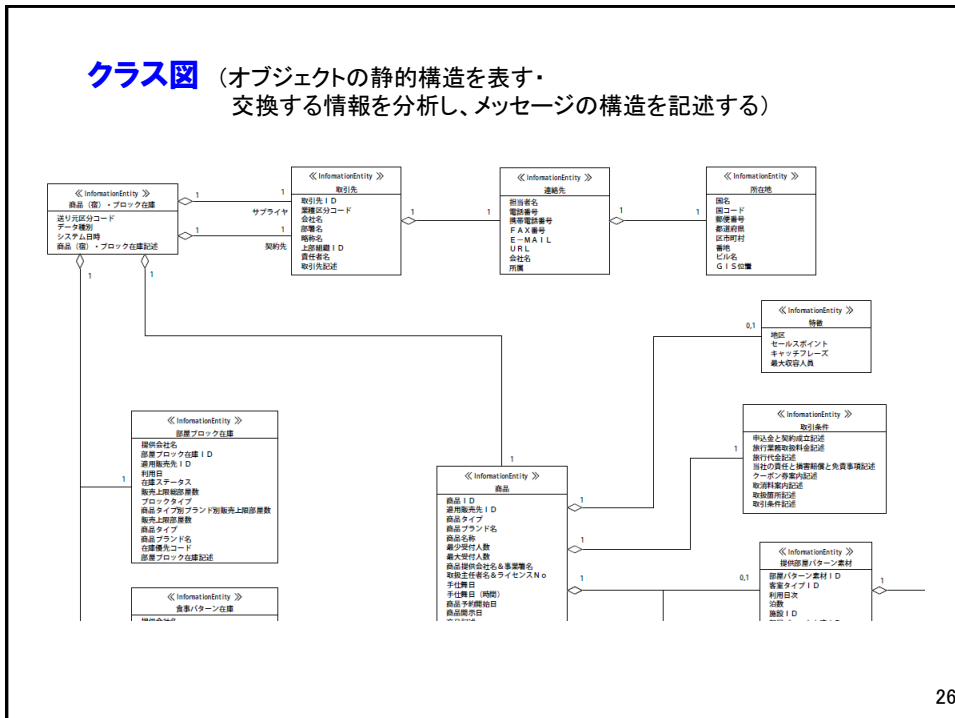 クラス図 (オブジェクトの静的構造を表す・
交換する情報を分析し、メッセージの構造を記述する)
≪ InfomationEntity ≫
商品（宿）・ブロック在庫
送り元区分コード
データ種別
システム日時
商品（宿）・ブロック在庫記述
1
1
サプライヤ
1
1
契約先
1
1
≪ InfomationEntity ≫
取引先
取引先ＩＤ
業種区分コード
会社名
部署名
略称名
上部組織ＩＤ
責任者名
取引先記述
1
1
≪ InfomationEntity ≫
連絡先
担当者名
電話番号
携帯電話番号
ＦＡＸ番号
Ｅ－ＭＡＩＬ
ＵＲＬ
会社名
所属
1
1
≪ InfomationEntity ≫
所在地
国名
国コード
郵便番号
都道府県
区市町村
番地
ビル名
ＧＩＳ位置
≪ InfomationEntity ≫
特徴
地区
セールスポイント
キャッチフレーズ
最大収容人員
0,1
≪ InfomationEntity ≫
部屋ブロック在庫
提供会社名
部屋ブロック在庫ＩＤ
適用販売先ＩＤ
利用日
在庫ステータス
販売上限総部屋数
ブロックタイプ
商品タイプ別ブランド別販売上限部屋数
販売上限部屋数
商品タイプ
商品ブランド名
在庫優先コード
部屋ブロック在庫記述
1
≪ InfomationEntity ≫
取引条件
申込金と契約成立記述
旅行業務取扱料金記述
旅行代金記述
当社の責任と損害賠償と免責事項記述
クーポン券案内記述
取消料案内記述
取扱箇所記述
取引条件記述
1
1
≪ InfomationEntity ≫
商品
商品ＩＤ
適用販売先ＩＤ
商品タイプ
商品ブランド名
商品名称
最少受付人数
最大受付人数
商品提供会社名＆事業署名
取扱主任者名＆ライセンスＮｏ
手仕舞日
手仕舞日（時間）
商品予約開始日
商品開示日
1
1
1
0,1
≪ InfomationEntity ≫
提供部屋パターン素材
部屋パターン素材ＩＤ
客室タイプＩＤ
利用日次
泊数
施設ＩＤ
1
≪ InfomationEntity ≫
食事パターン在庫
26